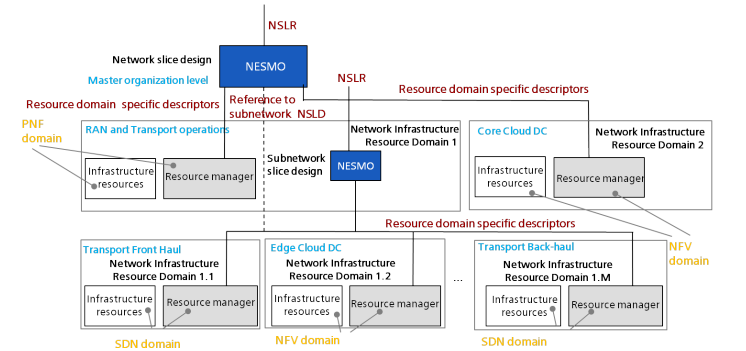 NSLR
Network slice design
NESMO
Master organization level
NSLR
Resource domain specific descriptors
Resource domain specific descriptors
Reference to
subnetwork NSLD
PNF
domain
RAN and Transport operations
Network Infrastructure
Resource Domain 1
Core Cloud DC
Network Infrastructure
Resource Domain 2
Subnetwork
slice design
NESMO
Infrastructure
resources
Resource manager
Infrastructure
resources
Resource manager
Resource domain specific descriptors
NFV
domain
Transport Front Haul
Network Infrastructure
Resource Domain 1.1
Infrastructure
resources
Resource manager
SDN domain
Edge Cloud DC
Network Infrastructure
Resource Domain 1.2
Infrastructure
resources
Resource manager
NFV domain
...
Transport Back-haul
Network Infrastructure
Resource Domain 1.M
Infrastructure
resources
Resource manager
SDN domain